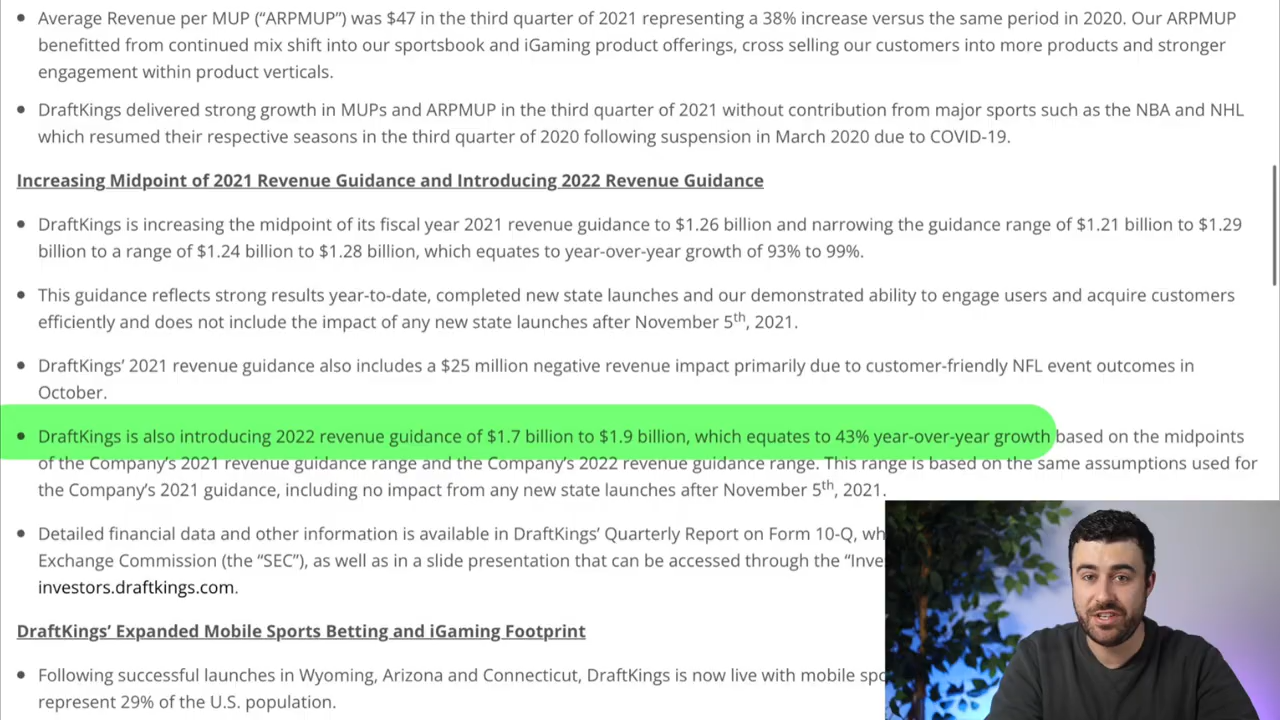 • Average Revenue per MUP (“ARPMUP”) was $47 in the third quarter of 2021 representing a 38% increase versus the same period in 2020. Our ARPMUP
benefitted from continued mix shift into our sportsbook and iGaming product offerings, cross selling our customers into more products and stronger
engagement within product verticals.
• DraftKings delivered strong growth in MUPs and ARPMUP in the third quarter of 2021 without contribution from major sports such as the NBA and NHL
which resumed their respective seasons in the third quarter of 2020 following suspension in March 2020 due to COVID-19.
Increasing Midpoint of 2021 Revenue Guidance and Introducing 2022 Revenue Guidance
• DraftKings is increasing the midpoint of its fiscal year 2021 revenue guidance to $1.26 billion and narrowing the guidance range of $1.21 billion to $1.29
billion to a range of $1.24 billion to $1.28 billion, which equates to year-over-year growth of 93% to 99%.
• This guidance reflects strong results year-to-date, completed new state launches and our demonstrated ability to engage users and acquire customers
efficiently and does not include the impact of any new state launches after November 5th, 2021.
• DraftKings’ 2021 revenue guidance also includes a $25 million negative revenue impact primarily due to customer-friendly NFL event outcomes in
October.
• DraftKings is also introducing 2022 revenue guidance of $1.7 billion to $1.9 billion, which equates to 43% year-over-year growth based on the midpoints
of the Company’s 2021 revenue guidance range and the Company’s 2022 revenue guidance range. This range is based on the same assumptions used for
the Company’s 2021 guidance, including no impact from any new state launches after November 5th, 2021.
• Detailed financial data and other information is available in DraftKings’ Quarterly Report on Form 10-Q, wh
Exchange Commission (the “SEC”), as well as in a slide presentation that can be accessed through the “Inve
investors.draftkings.com.
DraftKings’ Expanded Mobile Sports Betting and iGaming Footprint
• Following successful launches in Wyoming, Arizona and Connecticut, DraftKings is now live with mobile spo
represent 29% of the U.S. population.